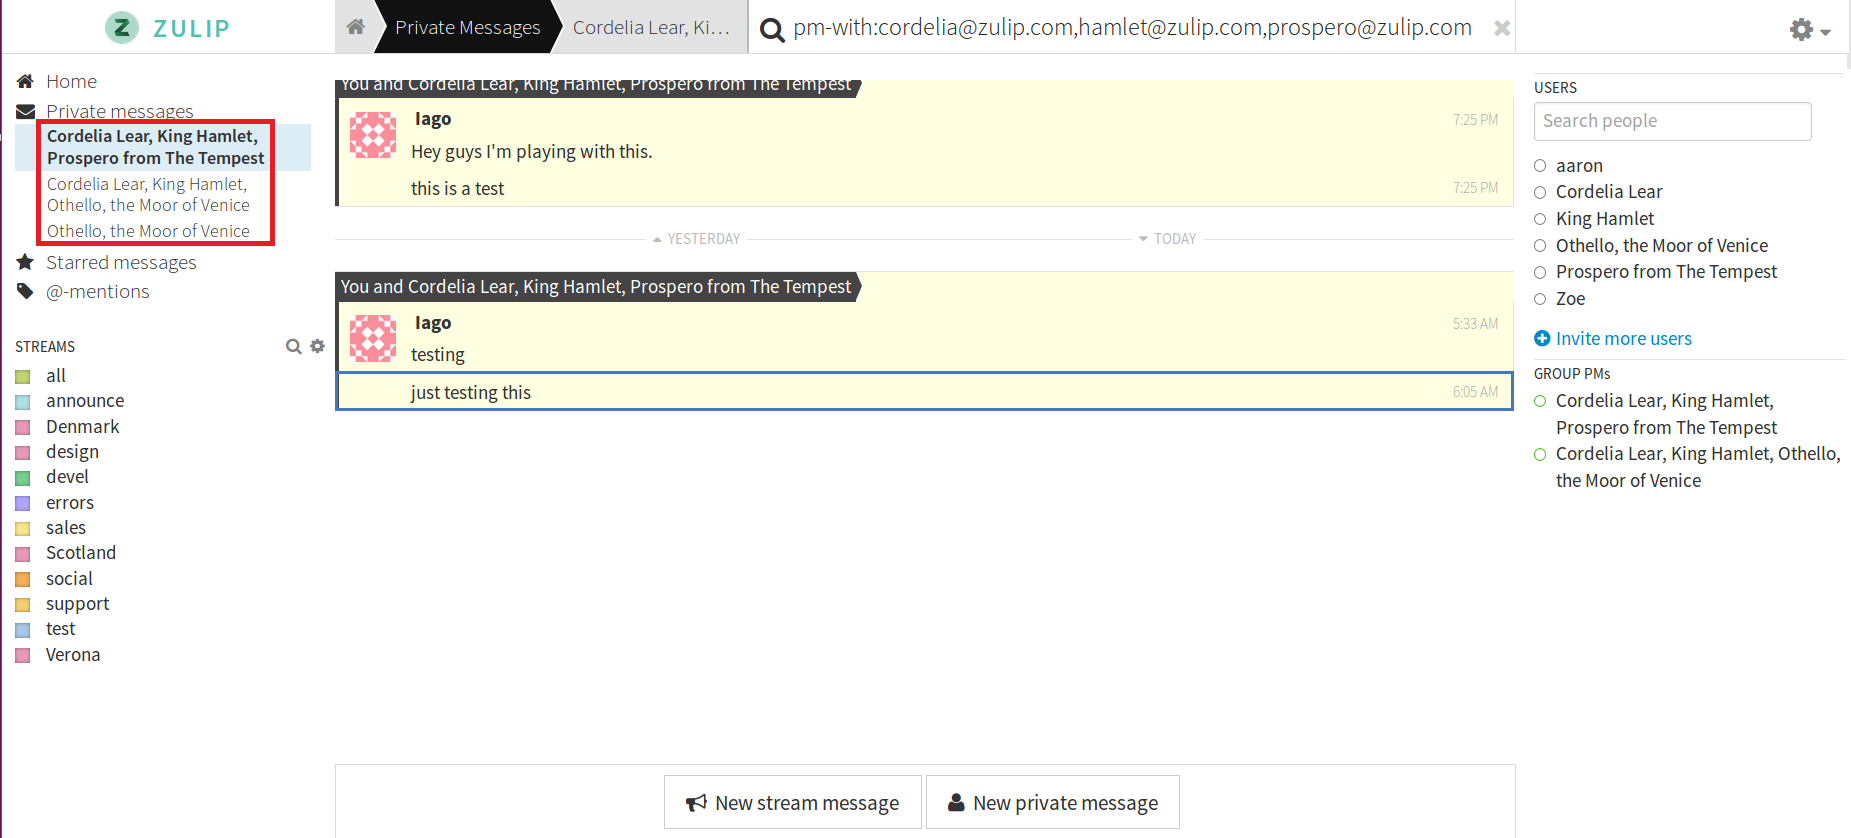 ZULIP
Private Messages
Cordelia Lear, Ki...
pm-with:cordelia@zulip.com,hamlet@zulip.com,prospero@zulip.com
Home
Private messages
Cordelia Lear, King Hamlet,
Prospero from The Tempest
Cordelia Lear, King Hamlet,
Othello, the Moor of Venice
Othello, the Moor of Venice
Starred messages
@-mentions
STREAMS
all
announce
Denmark
design
devel
errors
sales
Scotland
social
support
test
Verona
You and Cordelia Lear, King Hamlet, Prospero from The Tempest
Iago 7:25 PM
Hey guys I'm playing with this.
this is a test 7:25 PM
YESTERDAY TODAY
You and Cordelia Lear, King Hamlet, Prospero from The Tempest
Iago 5:33 AM
testing
just testing this 6:05 AM
New stream message New private message
USERS
Search people
aaron
Cordelia Lear
King Hamlet
Othello, the Moor of Venice
Prospero from The Tempest
Zoe
Invite more users
GROUP PMs
Cordelia Lear, King Hamlet,
Prospero from The Tempest
Cordelia Lear, King Hamlet, Othello,
the Moor of Venice